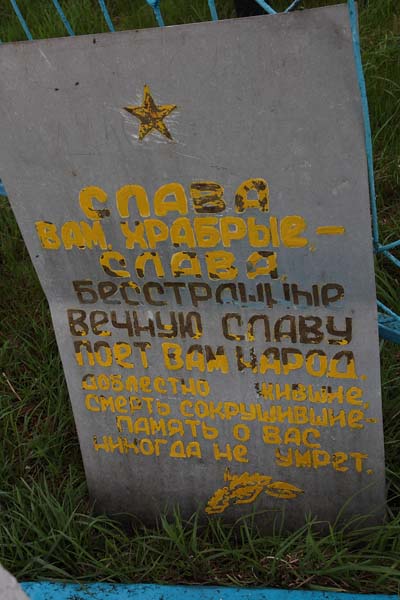 СЛАВА
ВАМ, ХРАБРЫЕ,-
СЛАВА,
БЕССТРАШНЫЕ
ВЕЧНУЮ СЛАВУ
ПОЕТ ВАМ НАРОД,
ДОБЛЕСТНО ЖИВШИЕ,
СМЕРТЬ СОКРУШИВШИЕ-
ПАМЯТЬ О ВАС
НИКОГДА НЕ УМРЕТ.